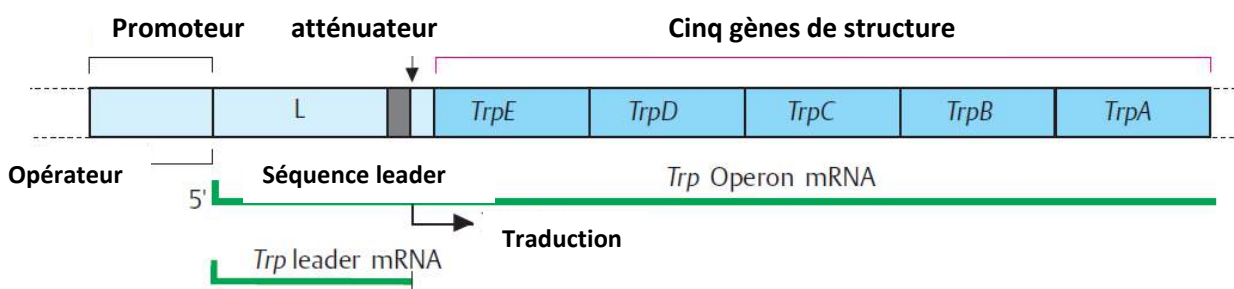 Promoteur atténuateur Cinq gènes de structure
L TrpE TrpD TrpC TrpB TrpA
Opérateur Séquence leader Trp Operon mRNA
5'
Traduction
Trp leader mRNA